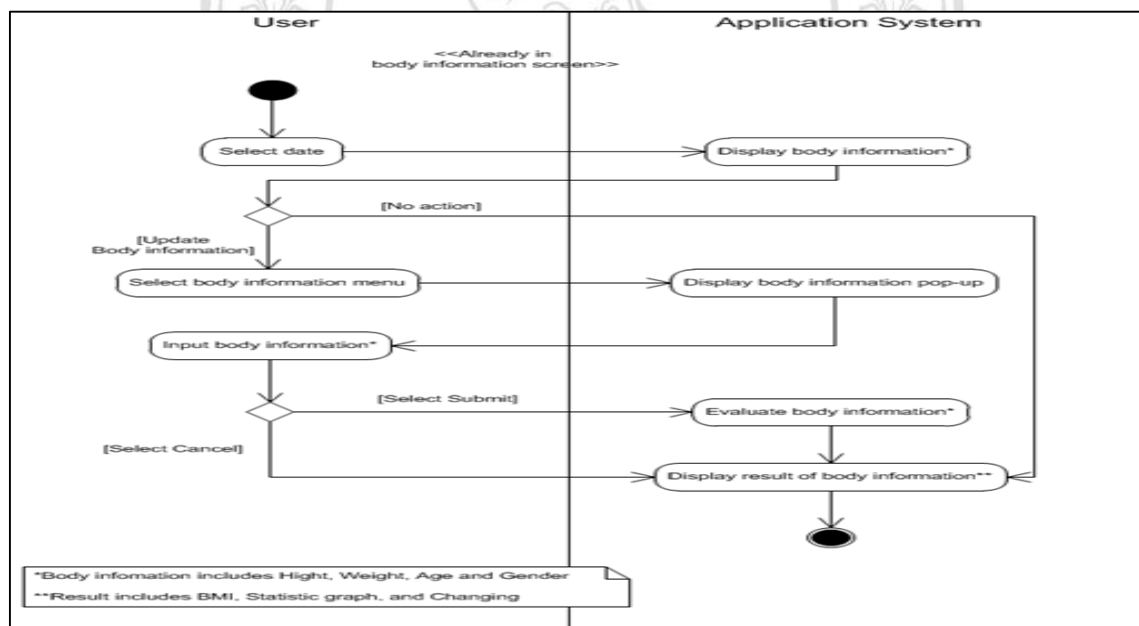 User
Application System
<<Already in
body information screen>>
Select date
Display body information*
[No action]
[Update
Body information]
Select body information menu
Display body information pop-up
Input body information*
[Select Submit]
Evaluate body information*
[Select Cancel]
Display result of body information**
*Body infomation includes Hight, Weight, Age and Gender
**Result includes BMI, Statistic graph, and Changing